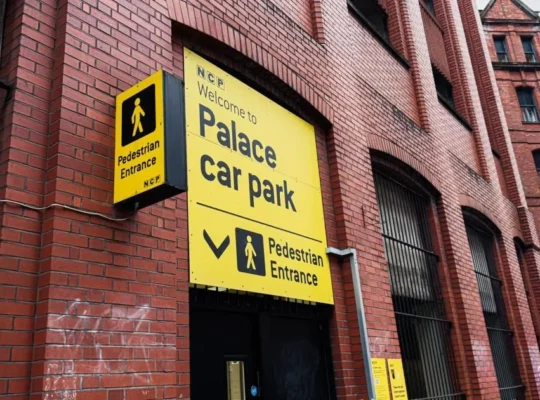 Pedestrian
Entrance
NCP
NCP
Welcome to
Palace
car park
Pedestrian
Entrance